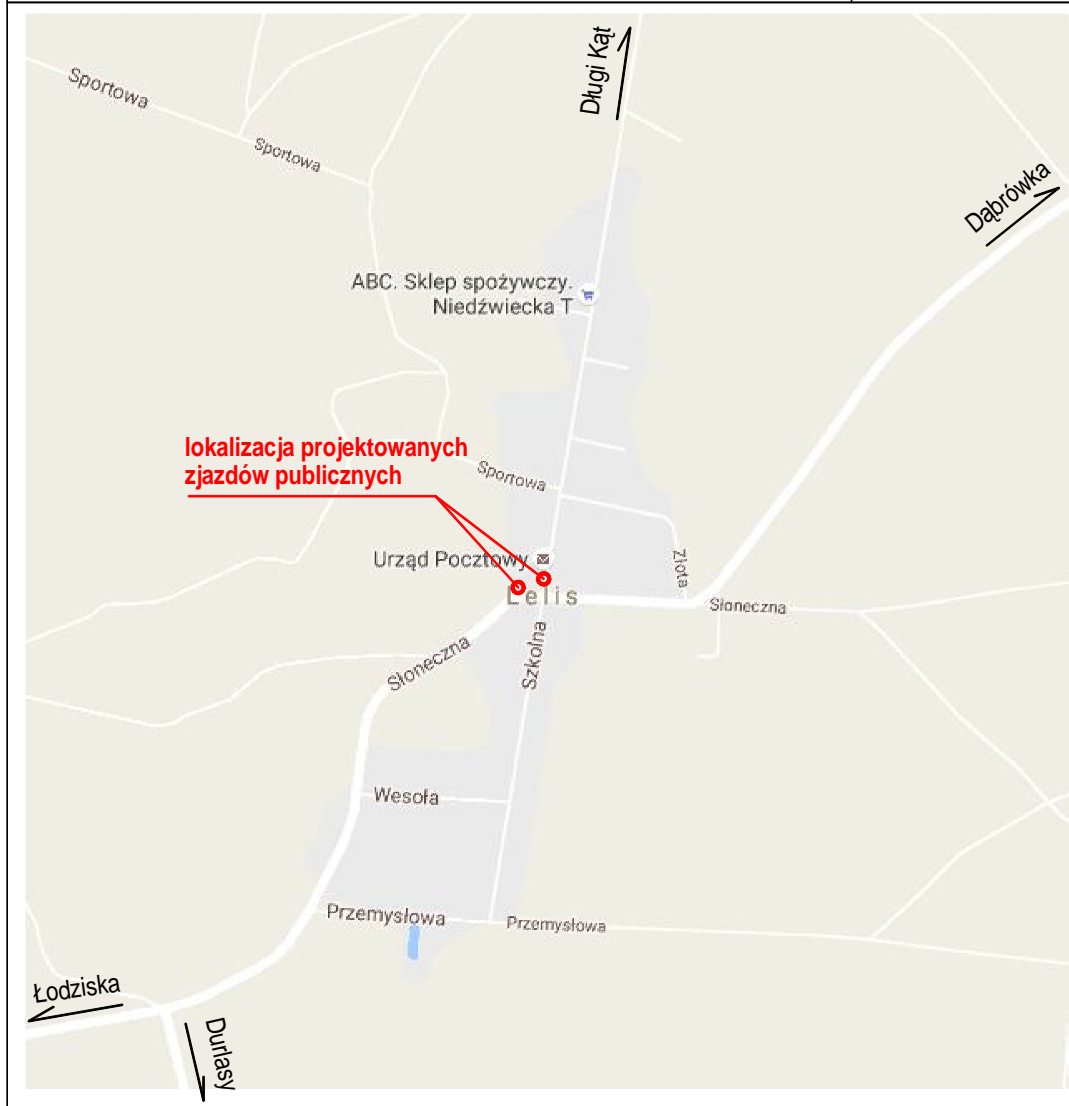 Długi Kąt
Sportowa
Sportowa
Dąbrówka
ABC. Sklep spożywczy.
Niedźwiecka T
lokalizacja projektowanych
zjazdów publicznych
Sportowa
Urząd Pocztowy
Złota
Lelis
Słoneczna
Słoneczna
Szkolna
Wesoła
Przemysłowa
Przemysłowa
Łodziska
Durlasy